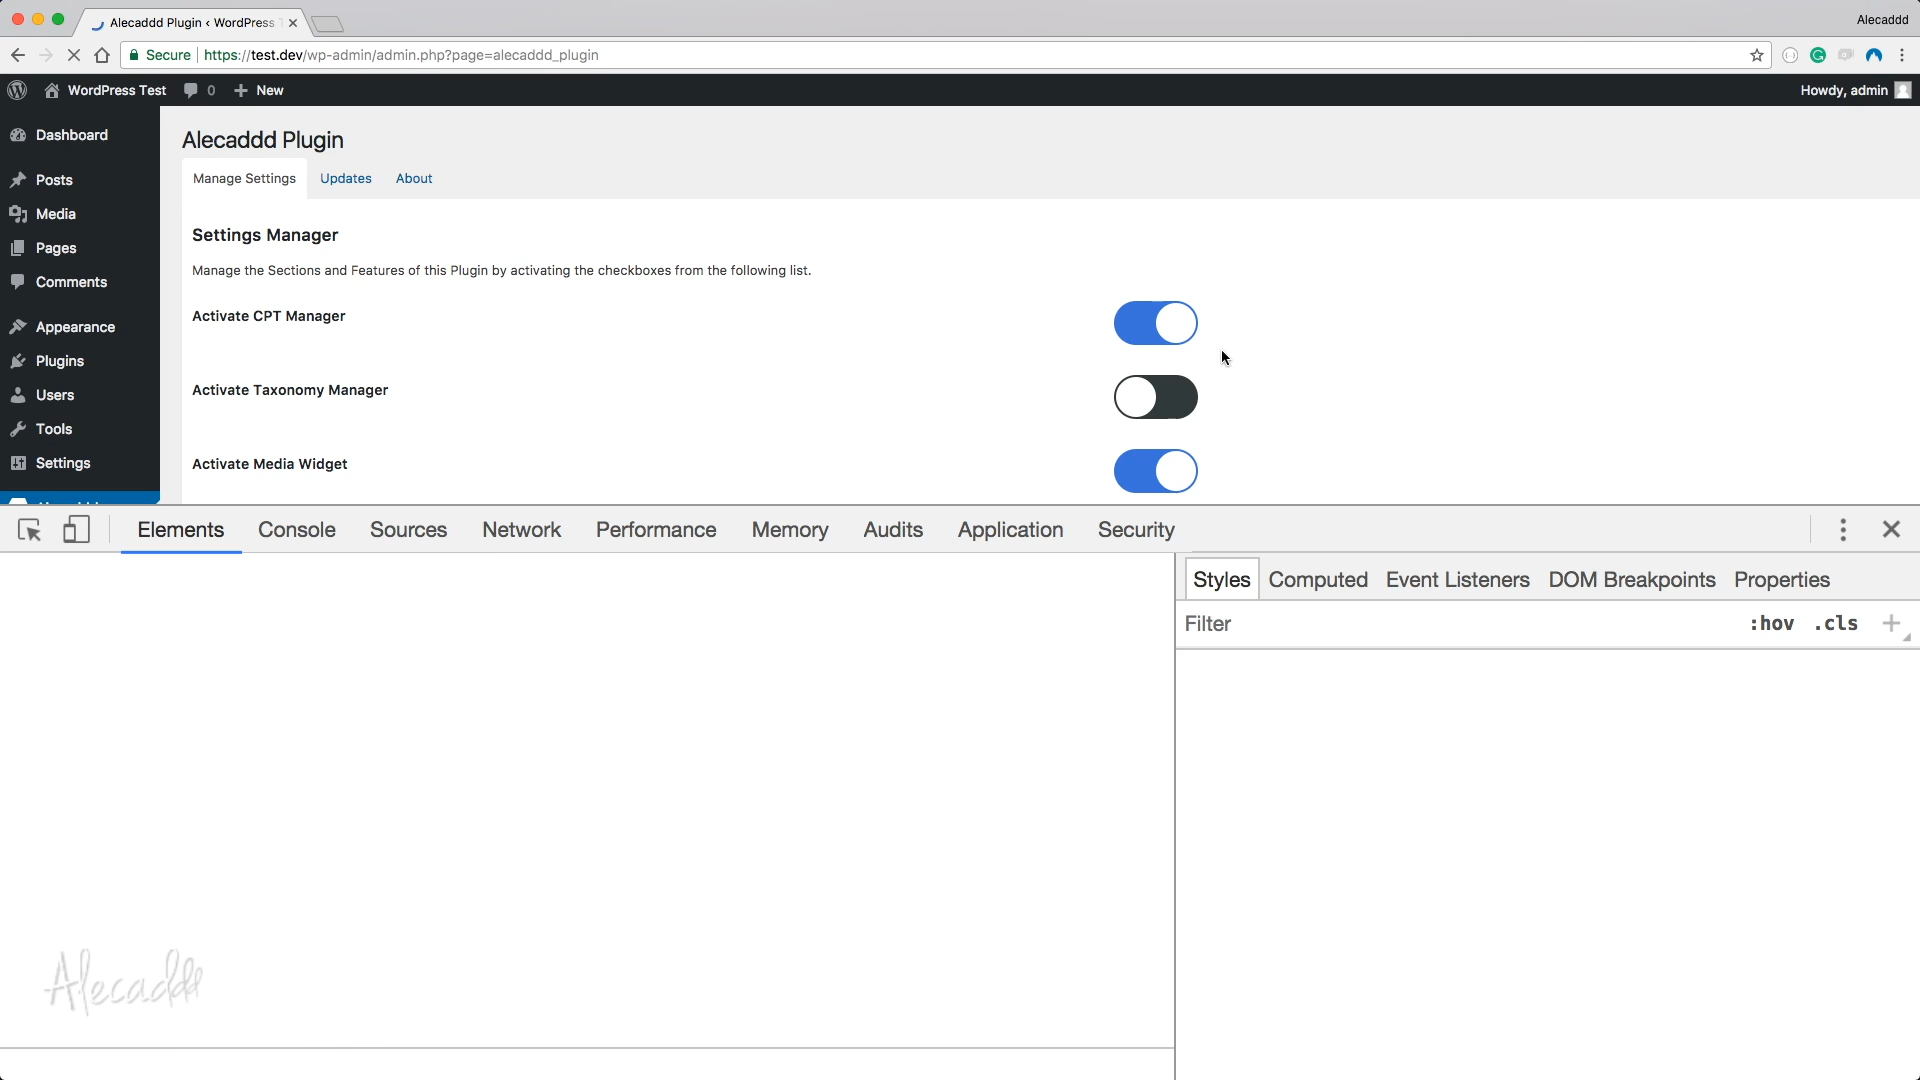 Alecaddd Plugin ‹ WordPress
Alecaddd
Secure https://test.dev/wp-admin/admin.php?page=alecaddd_plugin
WordPress Test 0 New
Howdy, admin
Dashboard
Posts
Media
Pages
Comments
Appearance
Plugins
Users
Tools
Settings
Alecaddd Plugin
Manage Settings Updates About
Settings Manager
Manage the Sections and Features of this Plugin by activating the checkboxes from the following list.
Activate CPT Manager
Activate Taxonomy Manager
Activate Media Widget
Elements Console Sources Network Performance Memory Audits Application Security
Styles Computed Event Listeners DOM Breakpoints Properties
Filter :hov .cls
Alecaddd